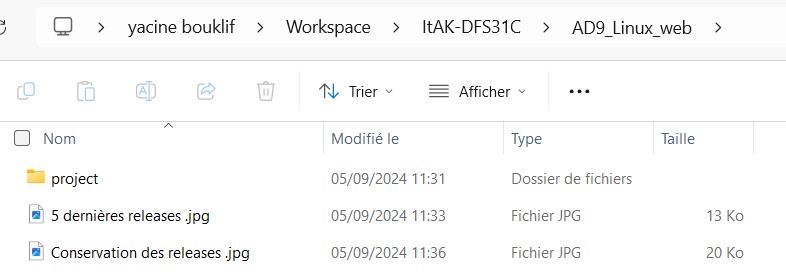 yacine bouklif > Workspace > ItAK-DFS31C > AD9_Linux_web >
Trier Afficher
Nom Modifié le Type Taille
project 05/09/2024 11:31 Dossier de fichiers
5 dernières releases .jpg 05/09/2024 11:33 Fichier JPG 13 Ko
Conservation des releases .jpg 05/09/2024 11:36 Fichier JPG 20 Ko